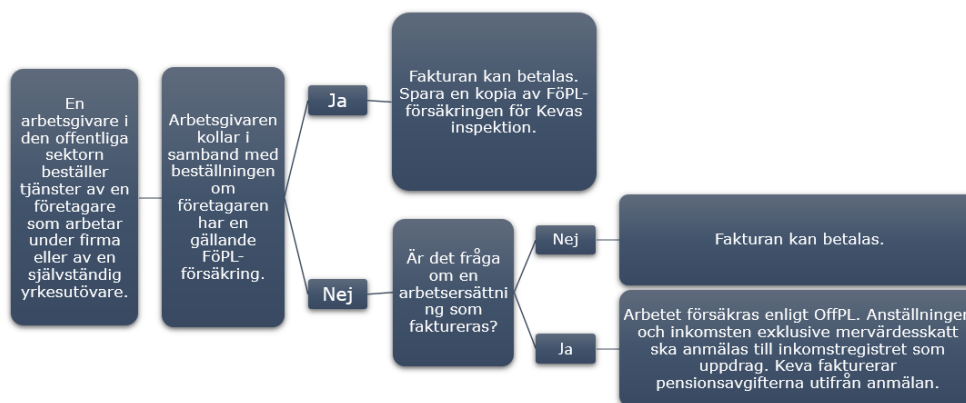 En
arbetsgivare i
den offentliga
sektorn
beställer
tjänster av en
företagare
som arbetar
under firma
eller av en
självständig
yrkesutövare.
Arbetsgivaren
kollar i
samband med
beställningen
om
företagaren
har en
gällande
FöPL-
försäkring.
Ja
Fakturan kan betalas.
Spara en kopia av FöPL-
försäkringen för Kevas
inspektion.
Nej
Är det fråga
om en
arbetsersättni
ng som
faktureras?
Nej
Fakturan kan betalas.
Ja
Arbetet försäkras enligt OffPL. Anställningen
och inkomsten exklusive mervärdesskatt
ska anmälas till inkomstregistret som
uppdrag. Keva fakturerar
pensionsavgifterna utifrån anmälan.